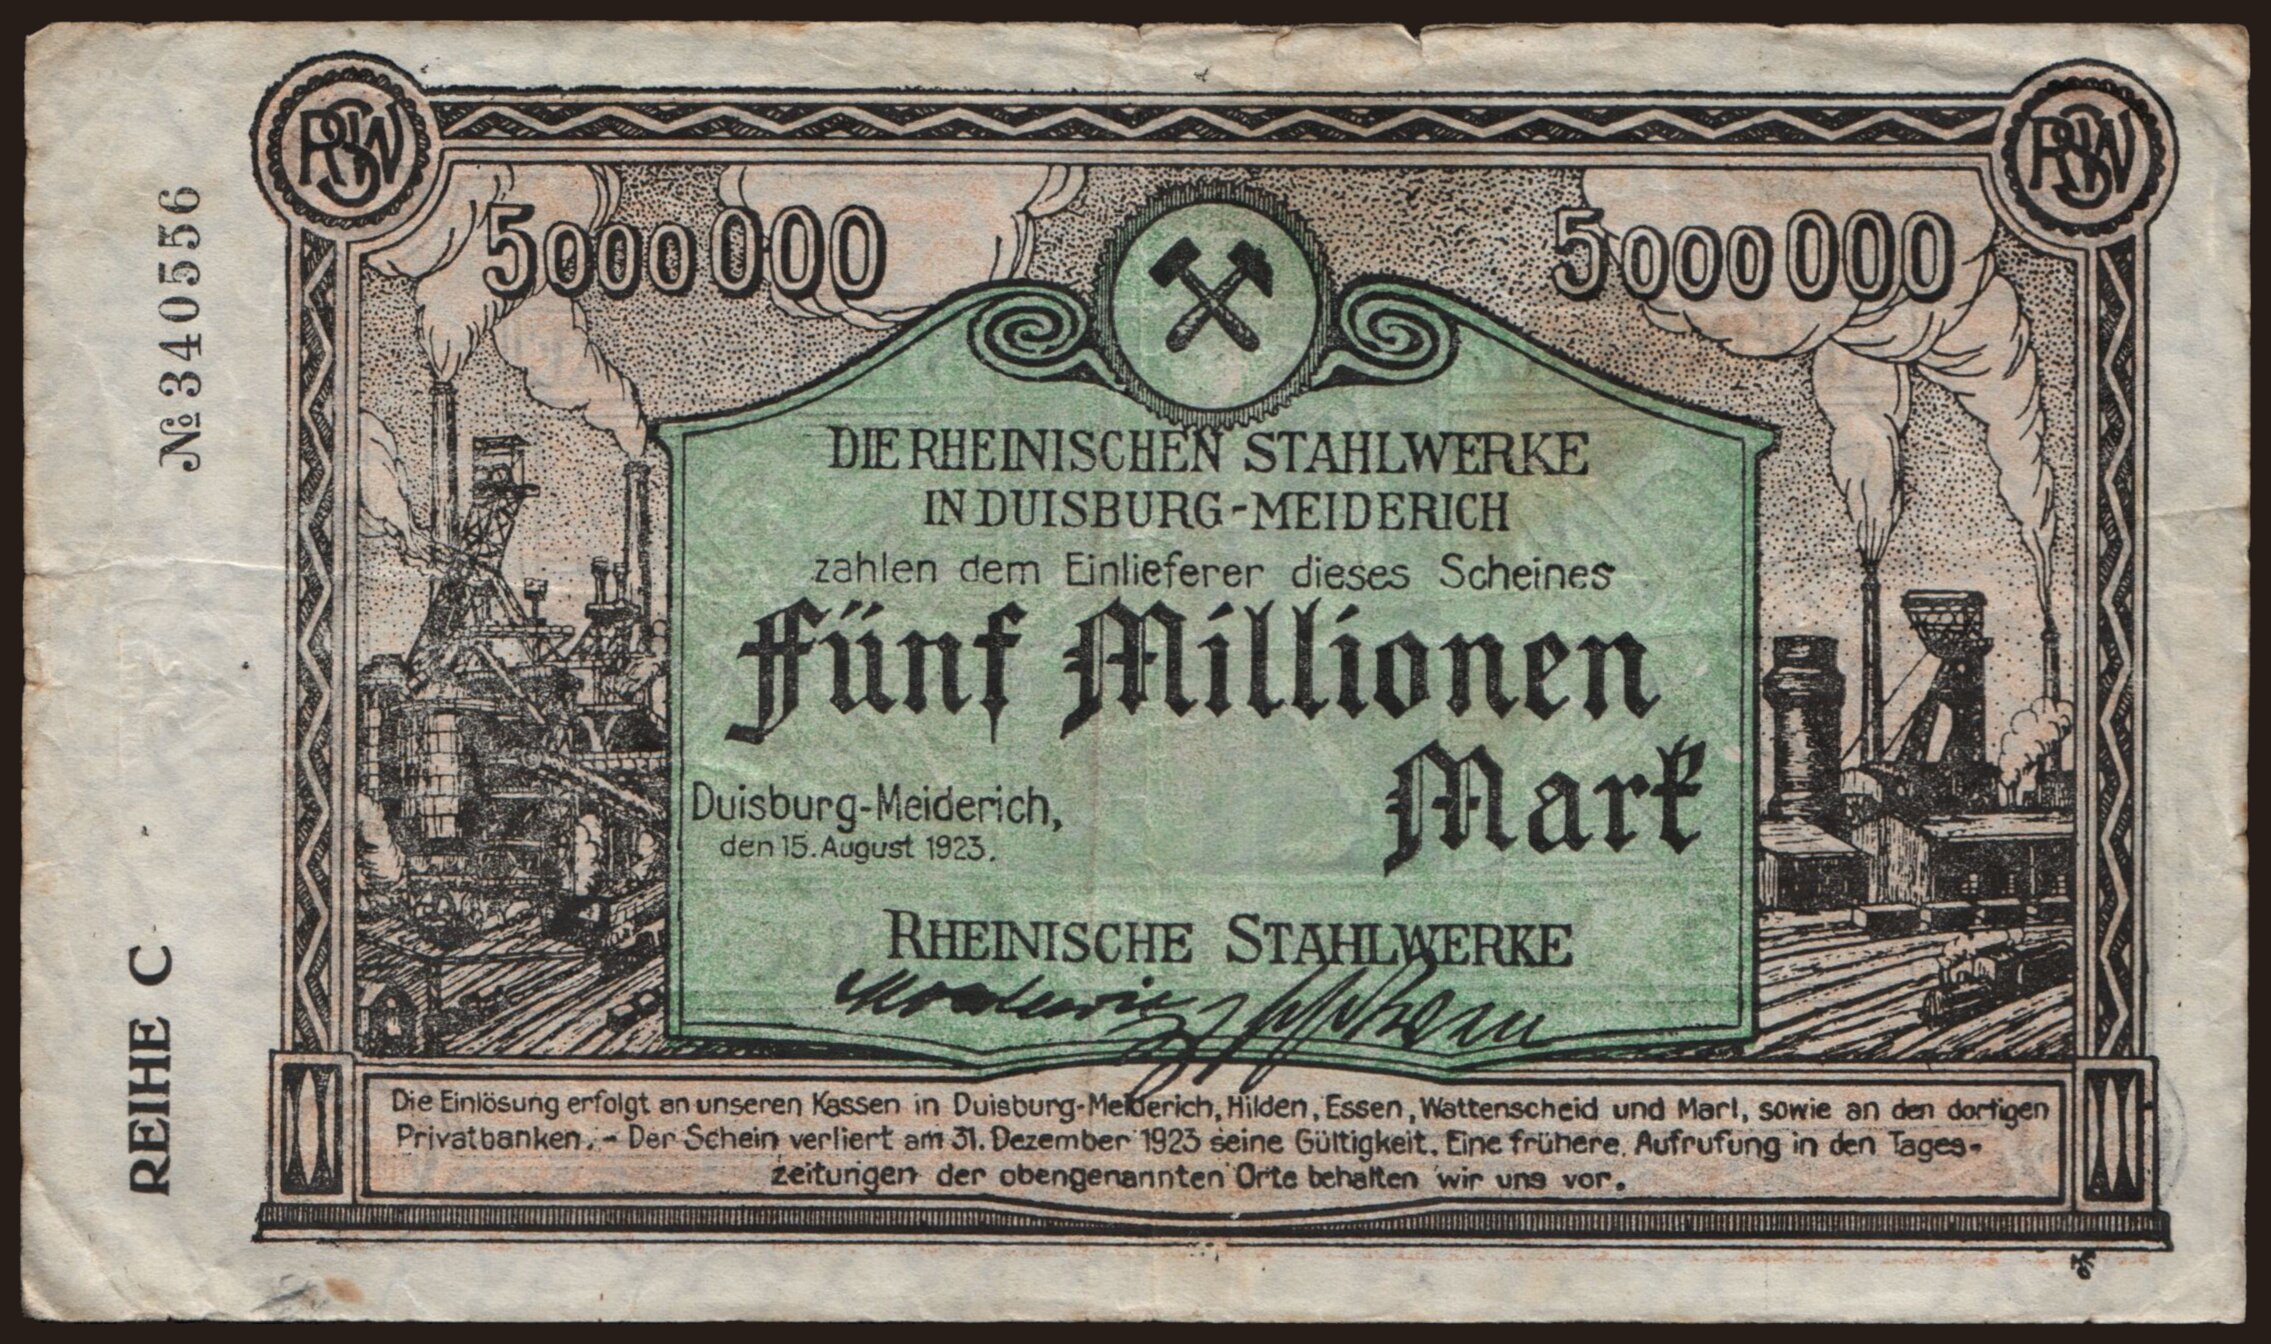 RSW
RSW
5000000
5000000
№ 340556
REIHE C
DIE RHEINISCHEN STAHLWERKE
IN DUISBURG-MEIDERICH
zahlen dem Einlieferer dieses Scheines
Fünf Millionen
Mark
Duisburg-Meiderich,
den 15. August 1923.
RHEINISCHE STAHLWERKE
Die Einlösung erfolgt an unseren Kassen in Duisburg-Meiderich, Hilden, Essen, Wattenscheid und Marl, sowie an den dortigen
Privatbanken. - Der Schein verliert am 31. Dezember 1923 seine Gültigkeit. Eine frühere Aufrufung in den Tages-
zeitungen der obengenannten Orte behalten wir uns vor.